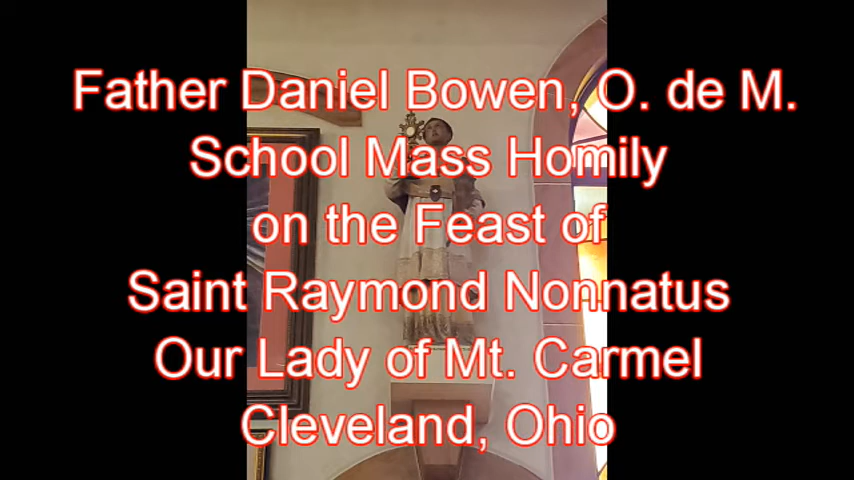 Father Daniel Bowen, O. de M.
School Mass Homily
on the Feast of
Saint Raymond Nonnatus
Our Lady of Mt. Carmel
Cleveland, Ohio